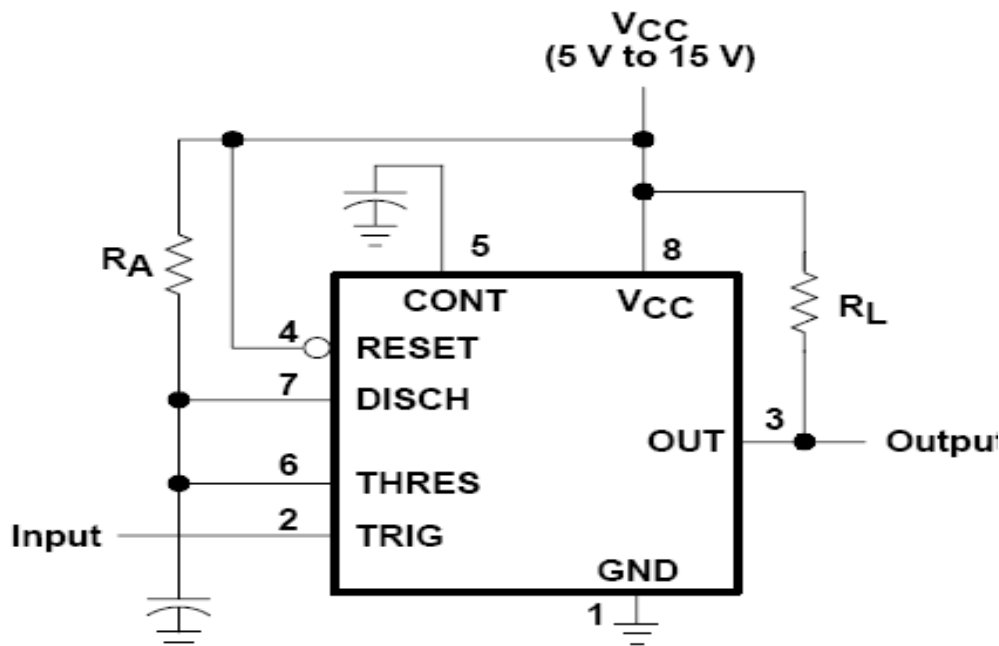 VCC
(5 V to 15 V)
RA
5
8
CONT
VCC
RL
4
RESET
7
DISCH
3
OUT
Output
6
THRES
Input
2
TRIG
GND
1